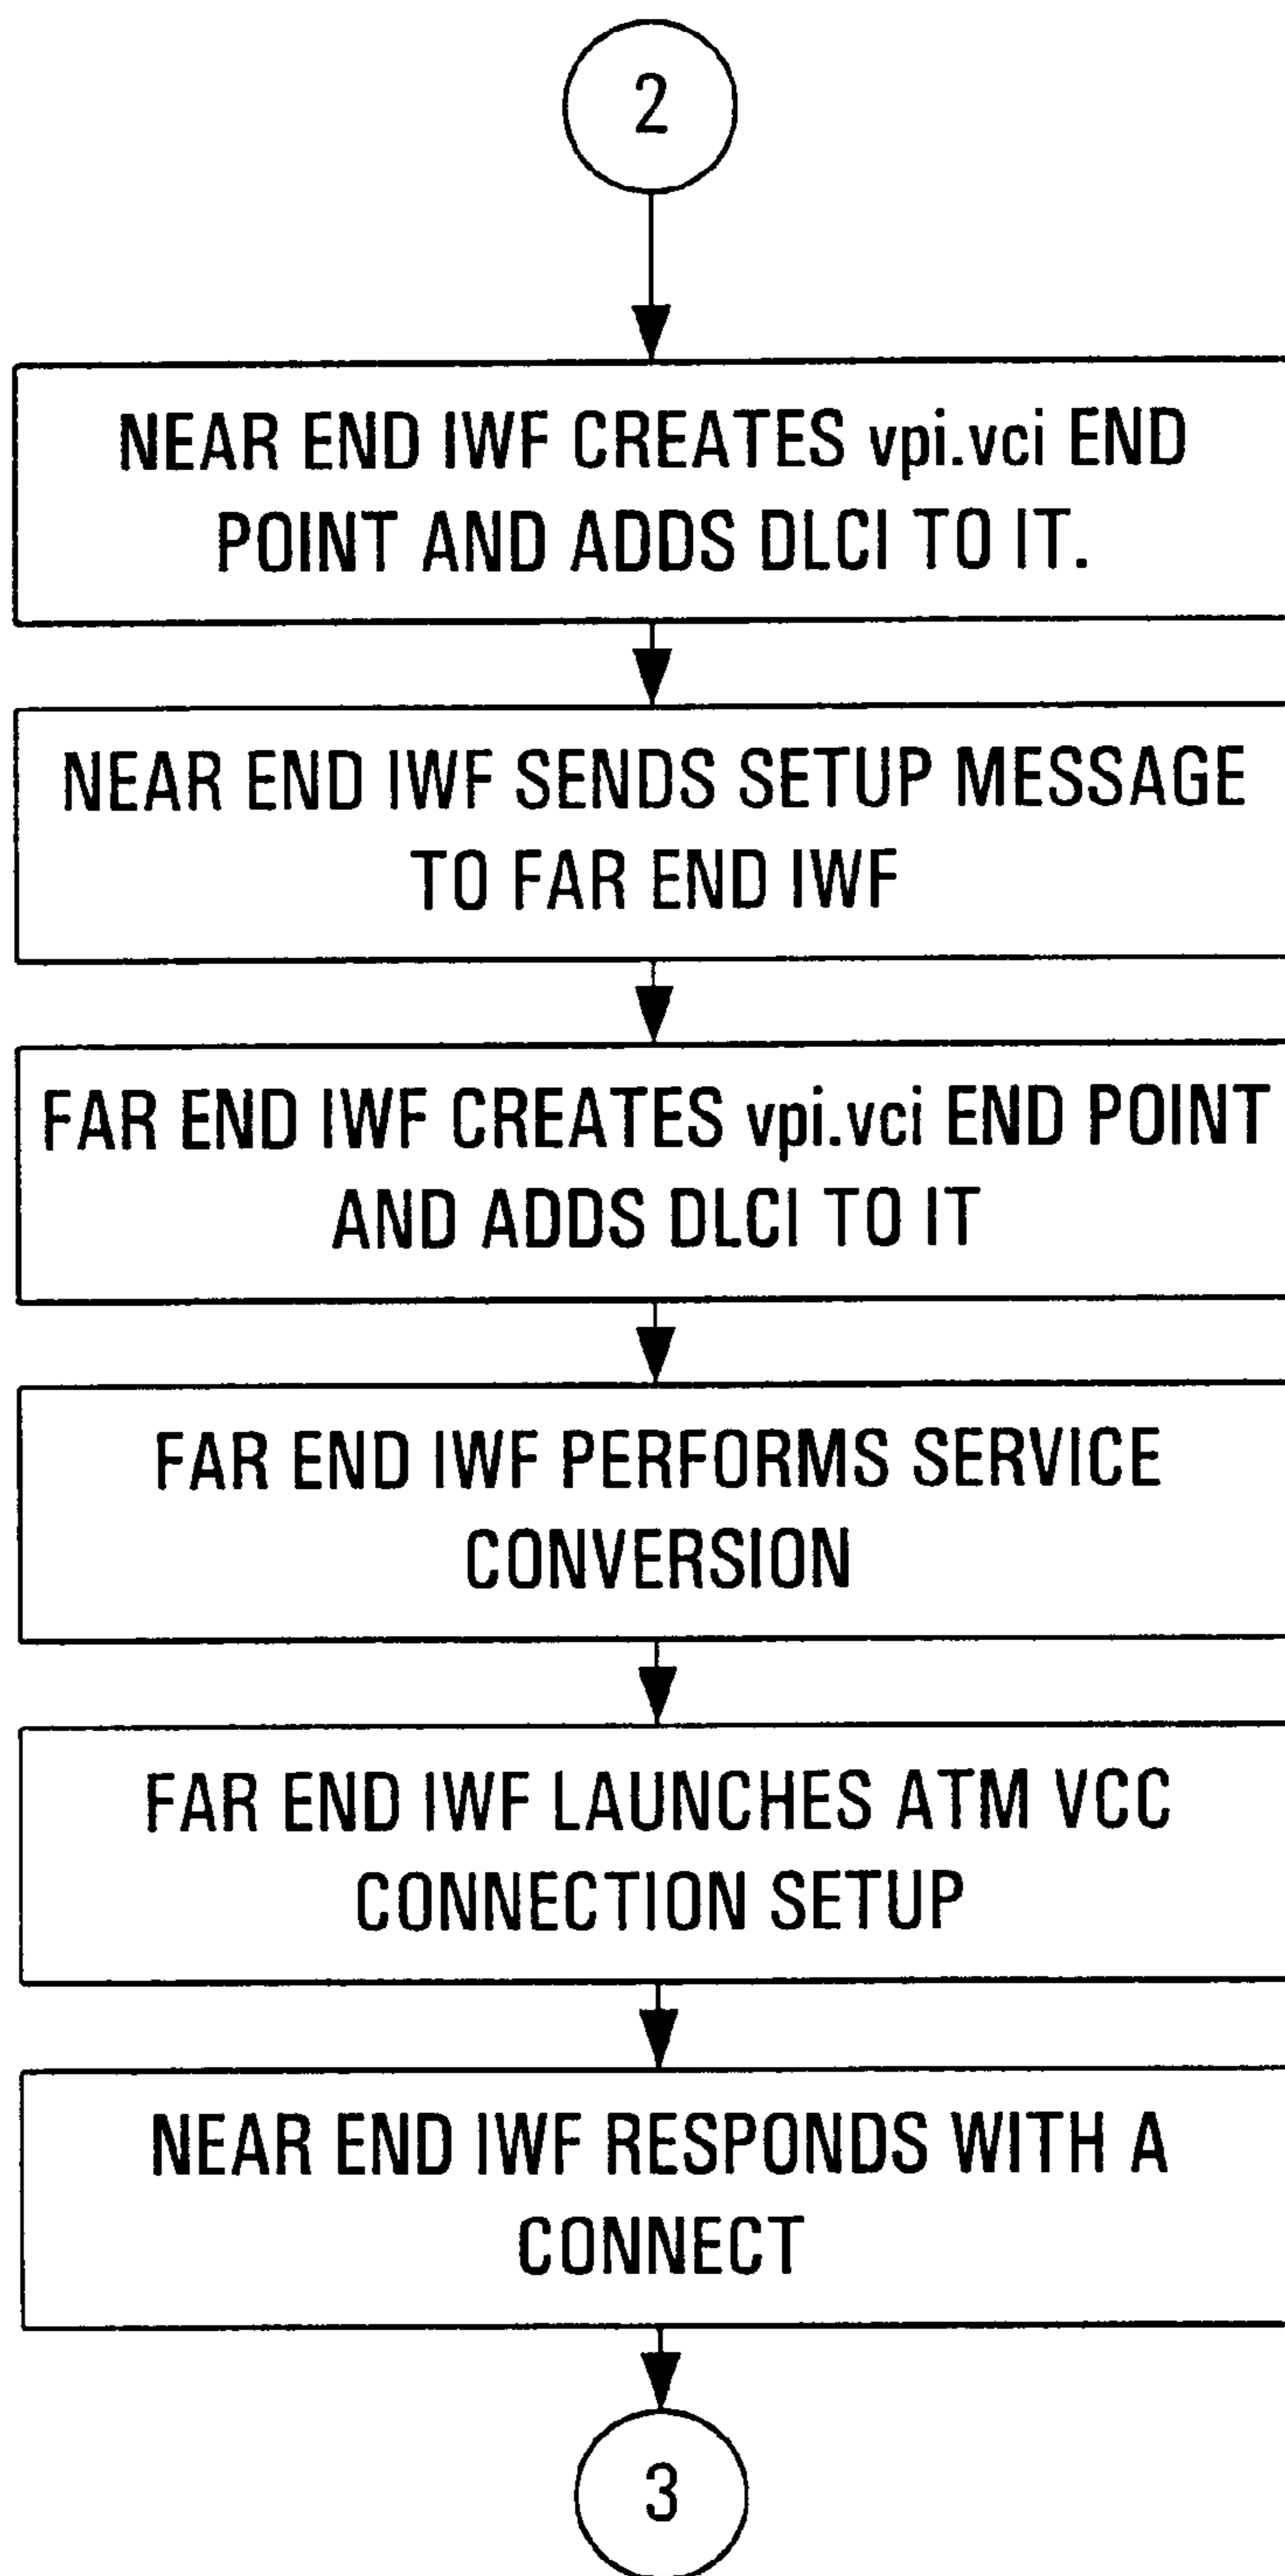 2
NEAR END IWF CREATES vpi.vci END
POINT AND ADDS DLCI TO IT.
NEAR END IWF SENDS SETUP MESSAGE
TO FAR END IWF
FAR END IWF CREATES vpi.vci END POINT
AND ADDS DLCI TO IT
FAR END IWF PERFORMS SERVICE
CONVERSION
FAR END IWF LAUNCHES ATM VCC
CONNECTION SETUP
NEAR END IWF RESPONDS WITH A
CONNECT
3